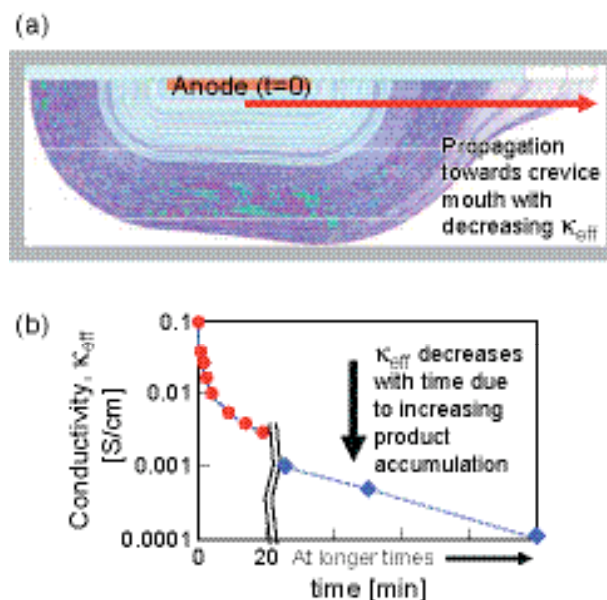 (a)
Anode (t=0)
Propagation
towards crevice
mouth with
decreasing κeff
(b)
Conductivity, κeff
[S/cm]
0.1
0.01
0.001
0.0001
κeff decreases
with time due
to increasing
product
accumulation
0
20
At longer times
time [min]